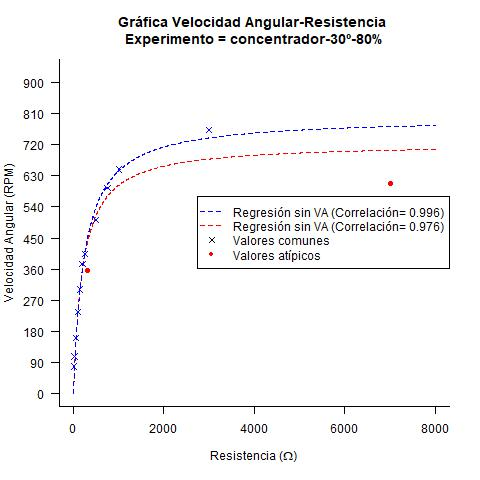 Gráfica Velocidad Angular-Resistencia
Experimento = concentrador-30º-80%
Velocidad Angular (RPM)
900
810
720
630
540
450
360
270
180
90
0
Regresión sin VA (Correlación= 0.996)
Regresión sin VA (Correlación= 0.976)
Valores comunes
Valores atípicos
0 2000 4000 6000 8000
Resistencia (Ω)